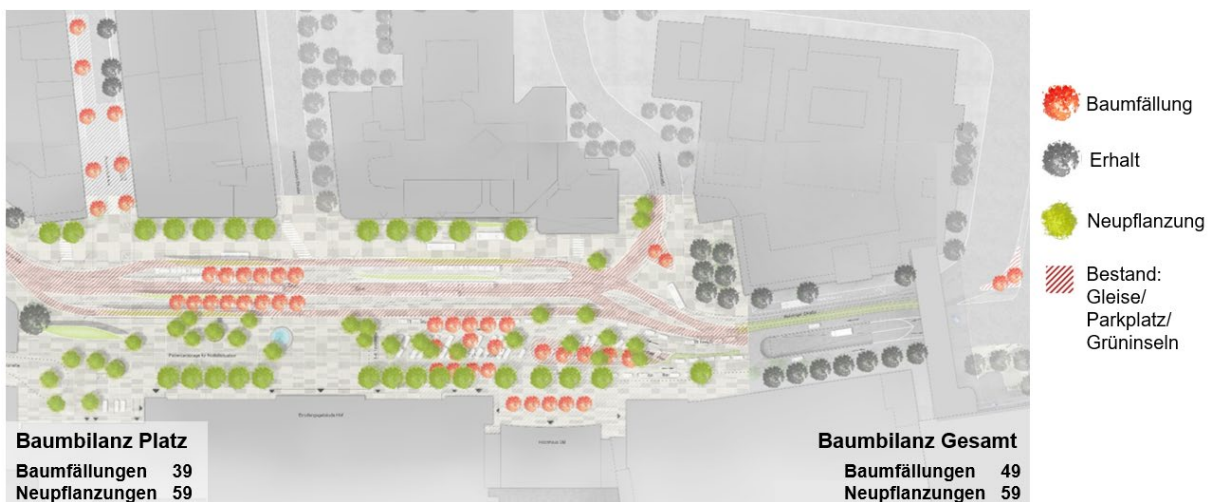 Baumfällung
Erhalt
Neupflanzung
Bestand:
Gleise/
Parkplatz/
Grüninseln
Baumbilanz Platz
Baumfällungen 39
Neupflanzungen 59
Baumbilanz Gesamt
Baumfällungen 49
Neupflanzungen 59